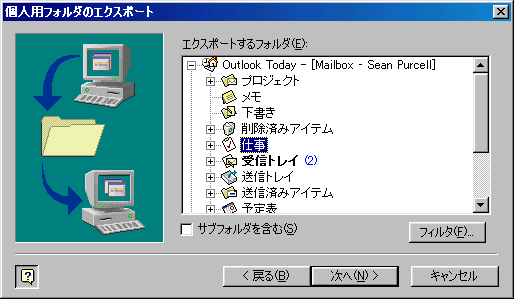 個人用フォルダのエクスポート
エクスポートするフォルダ(E):
Outlook Today - [Mailbox - Sean Purcell]
プロジェクト
メモ
下書き
削除済みアイテム
仕事
受信トレイ (2)
送信トレイ
送信済みアイテム
予定表
サブフォルダを含む(S)
フィルタ(F)...
< 戻る(B)
次へ(N) >
キャンセル